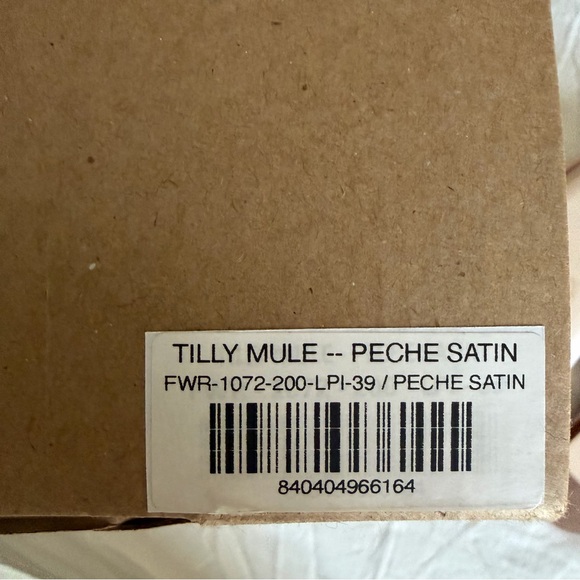 TILLY MULE -- PECHE SATIN
FWR-1072-200-LPI-39 / PECHE SATIN
840404966164